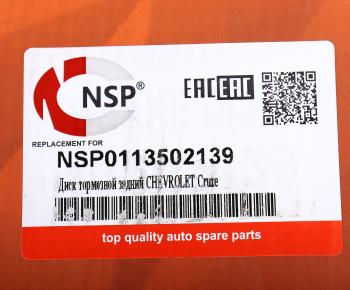 NSP®
EAC EAC
REPLACEMENT FOR
NSP0113502139
Диск тормозной задний CHEVROLET Cruze
top quality auto spare parts